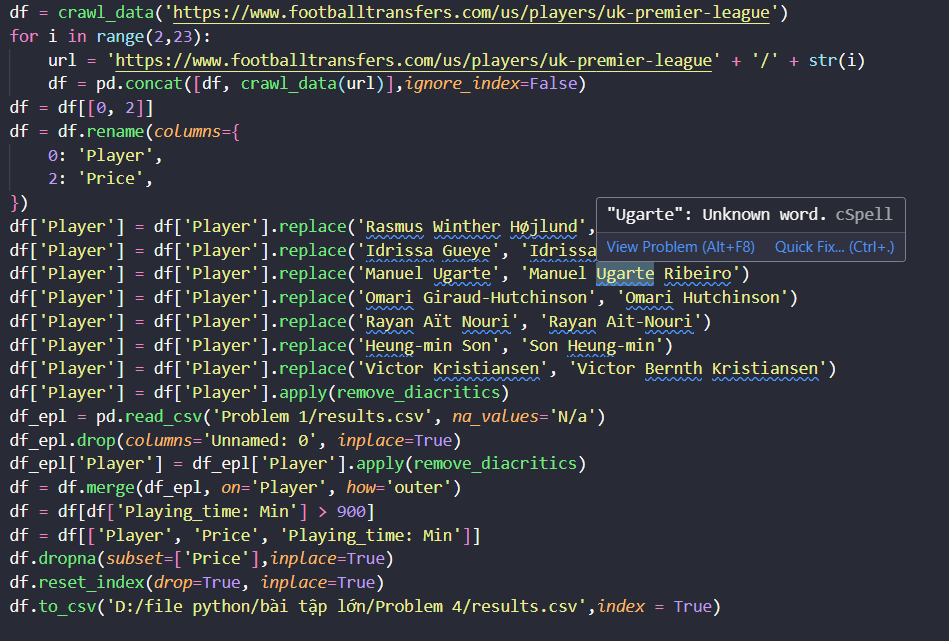 df = crawl_data('https://www.footballtransfers.com/us/players/uk-premier-league')
for i in range(2,23):
    url = 'https://www.footballtransfers.com/us/players/uk-premier-league' + '/' + str(i)
    df = pd.concat([df, crawl_data(url)],ignore_index=False)
df = df[[0, 2]]
df = df.rename(columns={
    0: 'Player',
    2: 'Price',
})
df['Player'] = df['Player'].replace('Rasmus Winther Højlund',
"Ugarte": Unknown word. cSpell
View Problem (Alt+F8) Quick Fix... (Ctrl+.)
df['Player'] = df['Player'].replace('Idrissa Gueye', 'Idrissa
df['Player'] = df['Player'].replace('Manuel Ugarte', 'Manuel Ugarte Ribeiro')
df['Player'] = df['Player'].replace('Omari Giraud-Hutchinson', 'Omari Hutchinson')
df['Player'] = df['Player'].replace('Rayan Aït Nouri', 'Rayan Ait-Nouri')
df['Player'] = df['Player'].replace('Heung-min Son', 'Son Heung-min')
df['Player'] = df['Player'].replace('Victor Kristiansen', 'Victor Bernth Kristiansen')
df['Player'] = df['Player'].apply(remove_diacritics)
df_epl = pd.read_csv('Problem 1/results.csv', na_values='N/a')
df_epl.drop(columns='Unnamed: 0', inplace=True)
df_epl['Player'] = df_epl['Player'].apply(remove_diacritics)
df = df.merge(df_epl, on='Player', how='outer')
df = df[df['Playing_time: Min'] > 900]
df = df[['Player', 'Price', 'Playing_time: Min']]
df.dropna(subset=['Price'],inplace=True)
df.reset_index(drop=True, inplace=True)
df.to_csv('D:/file python/bài tập lớn/Problem 4/results.csv',index = True)